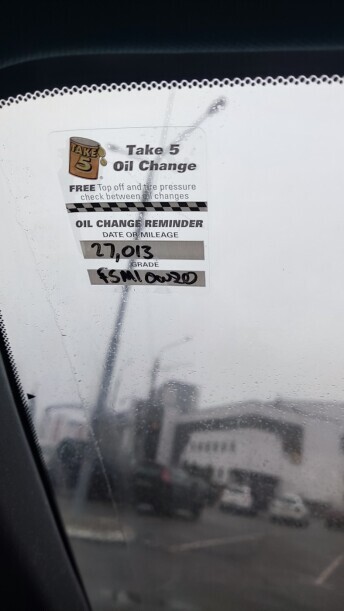 TAKE
5
Take 5
Oil Change
FREE Top off and tire pressure
check between oil changes
OIL CHANGE REMINDER
DATE OR MILEAGE
27,013
GRADE